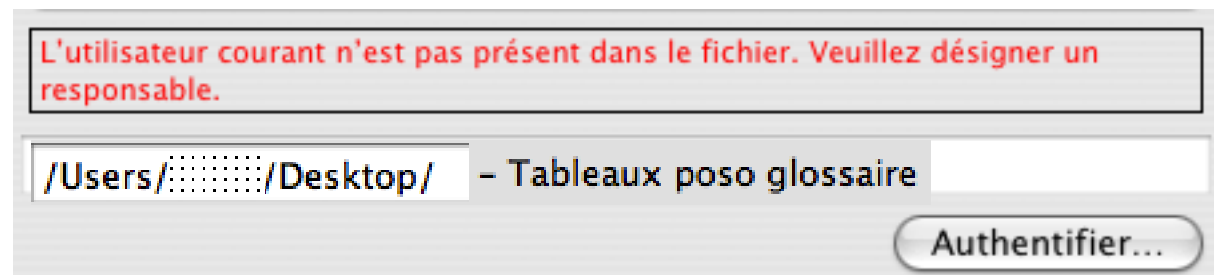 L'utilisateur courant n'est pas présent dans le fichier. Veuillez désigner un
responsable.
/Users/ /Desktop/ – Tableaux poso glossaire
Authentifier...